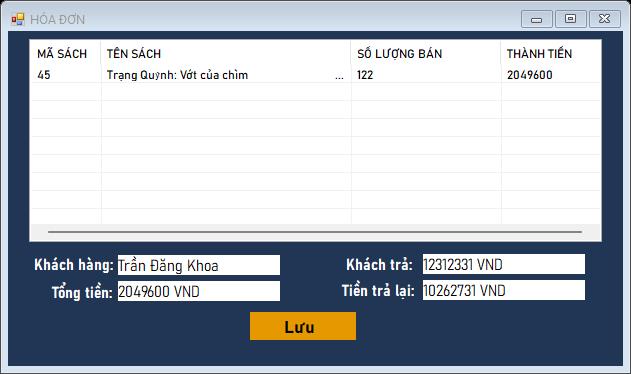 HÓA ĐƠN
MÃ SÁCH TÊN SÁCH SỐ LƯỢNG BÁN THÀNH TIỀN
45 Trạng Quỳnh: Vớt của chìm ... 122 2049600
Khách hàng: Trần Đăng Khoa Khách trả: 12312331 VND
Tổng tiền: 2049600 VND Tiền trả lại: 10262731 VND
Lưu